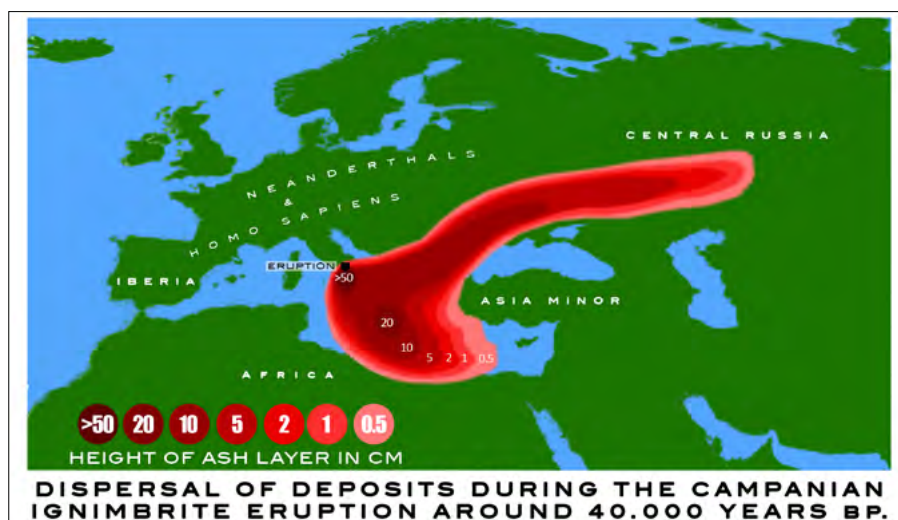 CENTRAL RUSSIA
NEANDERTHALS
&
HOMO SAPIENS
ERUPTION
>50
IBERIA
ASIA MINOR
20
10
5 2 1 0.5
AFRICA
>50 20 10 5 2 1 0.5
HEIGHT OF ASH LAYER IN CM
DISPERSAL OF DEPOSITS DURING THE CAMPANIAN
IGNIMBRITE ERUPTION AROUND 40.000 YEARS BP.